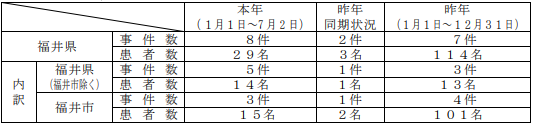 本年 昨年 昨年
(1月1日～7月2日) 同期状況 (1月1日～12月31日)
福井県 事件数 8件 2件 7件
患者名 29名 3名 114名
内訳 福井県 (福井市除く) 事件数 5件 1件 3件
患者数 14名 1名 13名
福井市 事件数 3件 1件 4件
患者数 15名 2名 101名